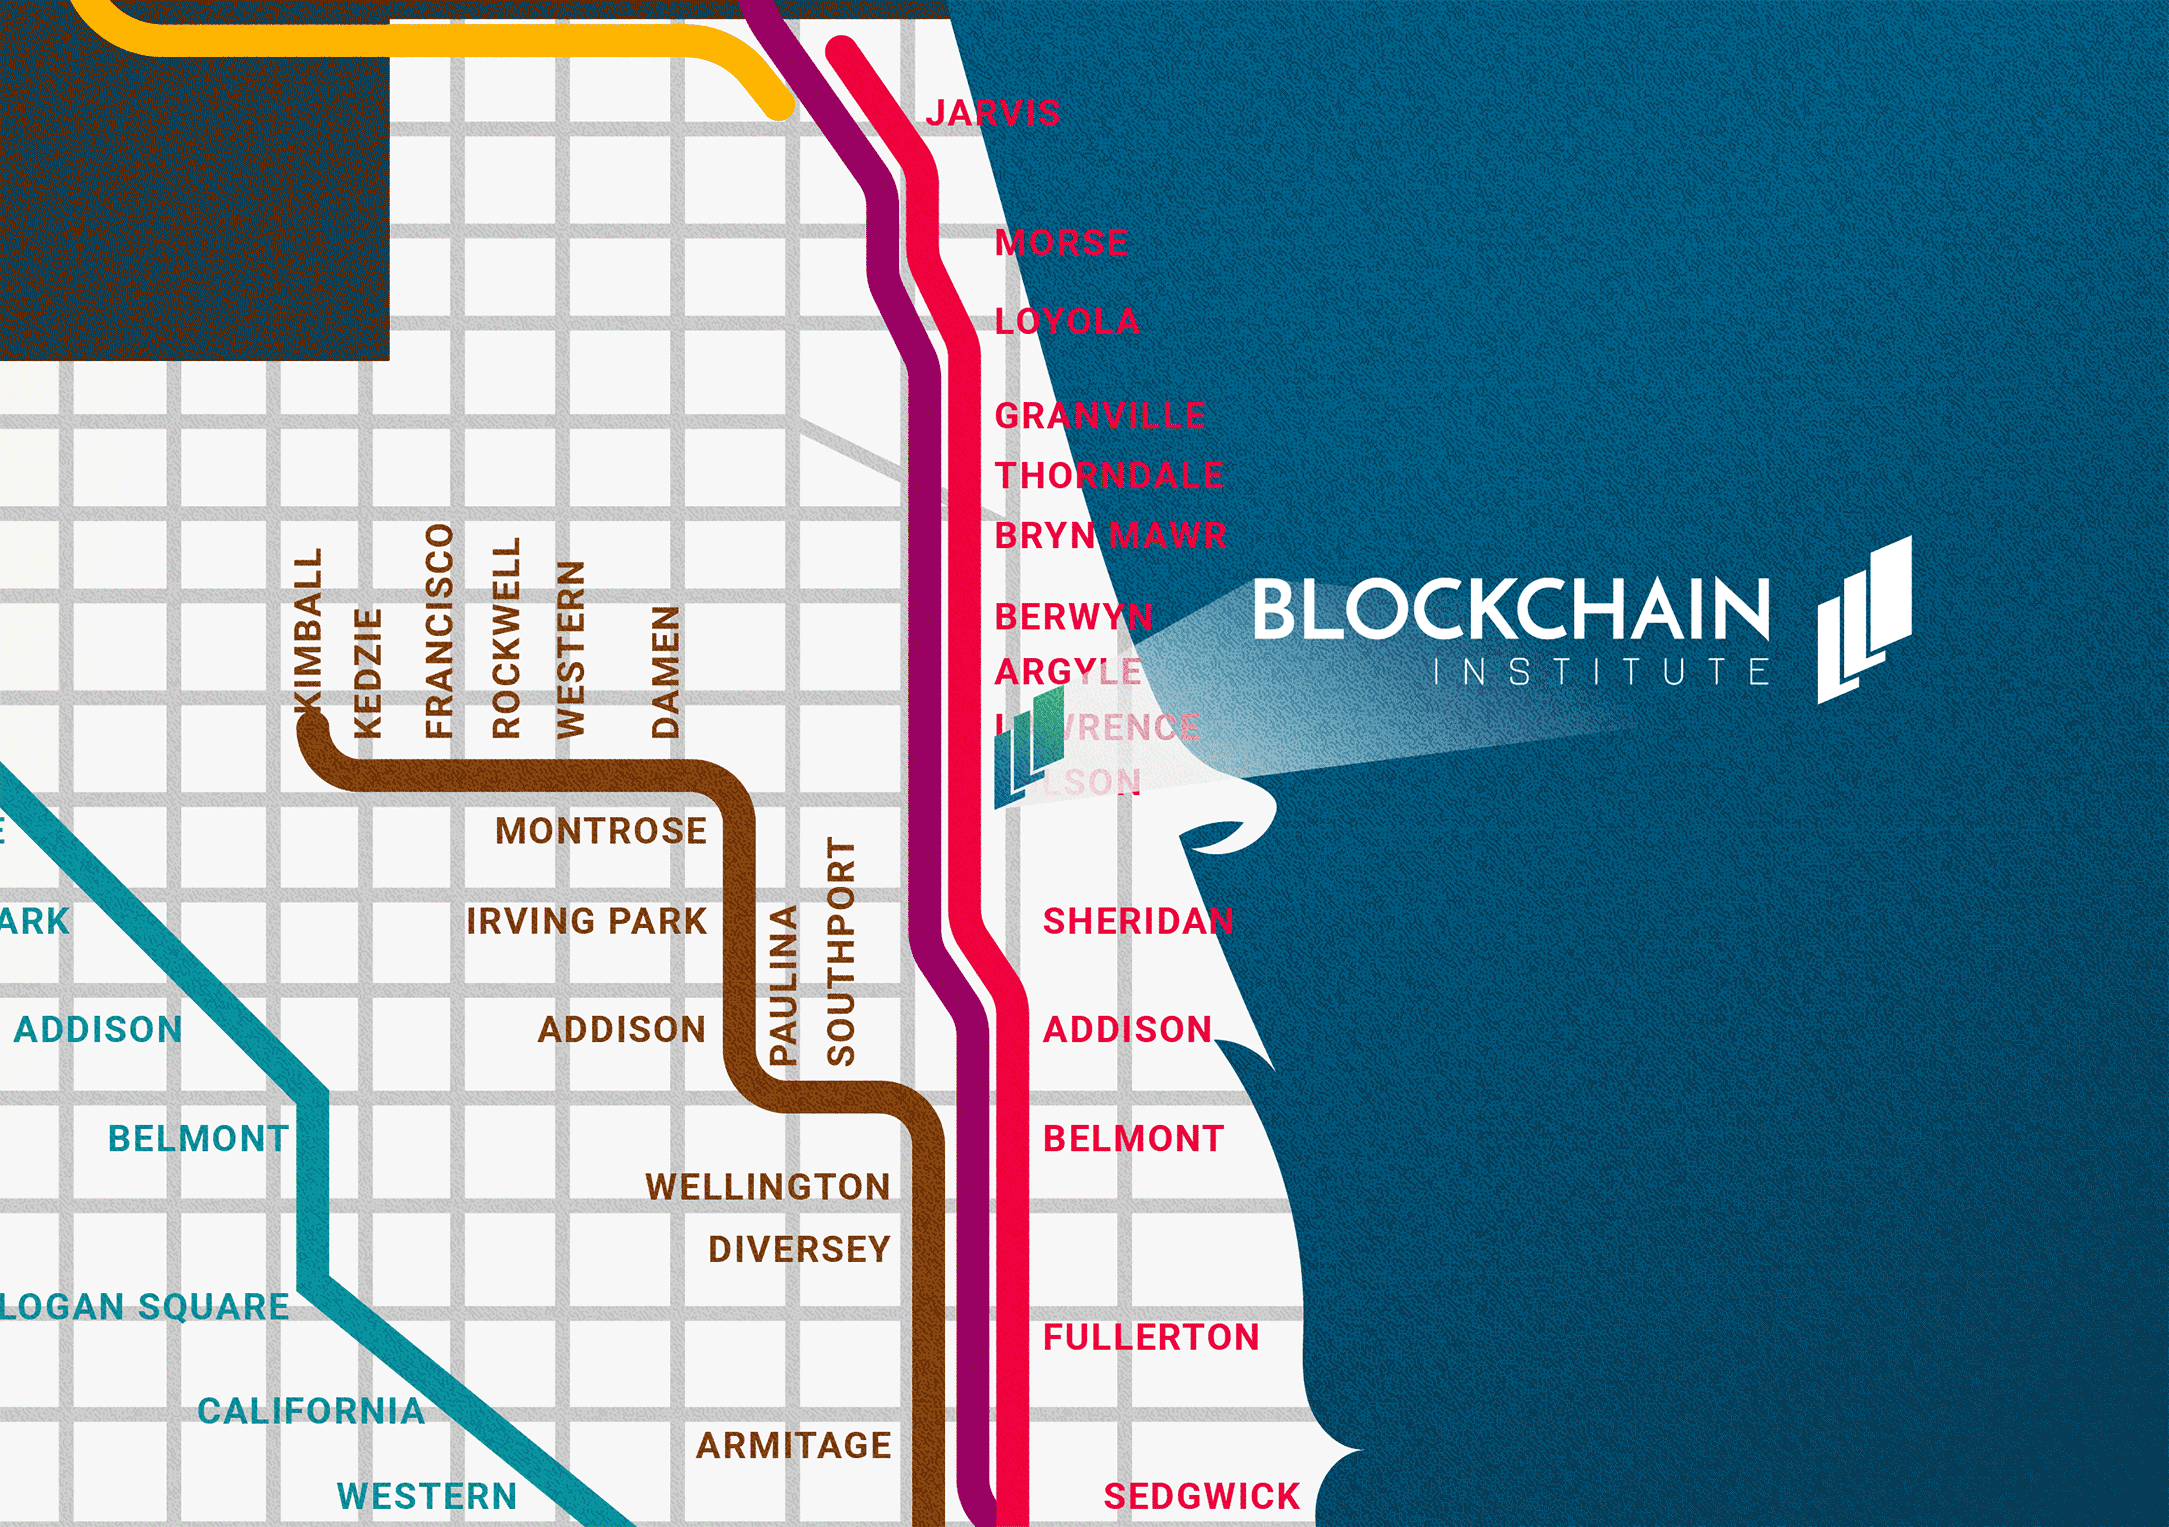 JARVIS
MORSE
LOYOLA
GRANVILLE
THORNDALE
BRYN MAWR
BERWYN
ARGYLE
BLOCKCHAIN
INSTITUTE
KIMBALL
KEDZIE
FRANCISCO
ROCKWELL
WESTERN
DAMEN
MONTROSE
IRVING PARK
PAULINA
SOUTHPORT
SHERIDAN
ARK
ADDISON
ADDISON
ADDISON
BELMONT
BELMONT
WELLINGTON
DIVERSEY
LOGAN SQUARE
FULLERTON
CALIFORNIA
ARMITAGE
WESTERN
SEDGWICK